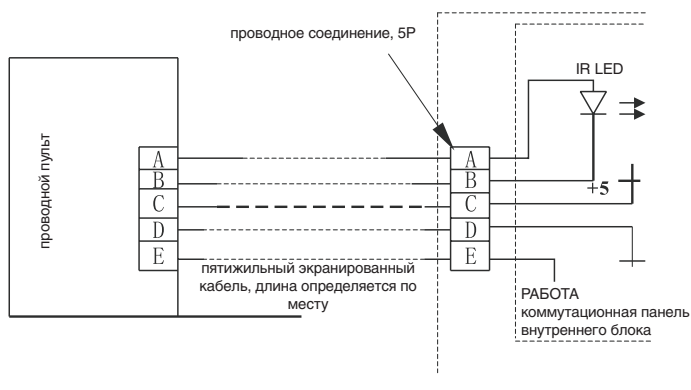 проводное соединение, 5P
IR LED
проводной пульт
A
B
C
D
E
A
B
C
D
E
+5
пятижильный экранированный
кабель, длина определяется по
месту
РАБОТА
коммутационная панель
внутреннего блока